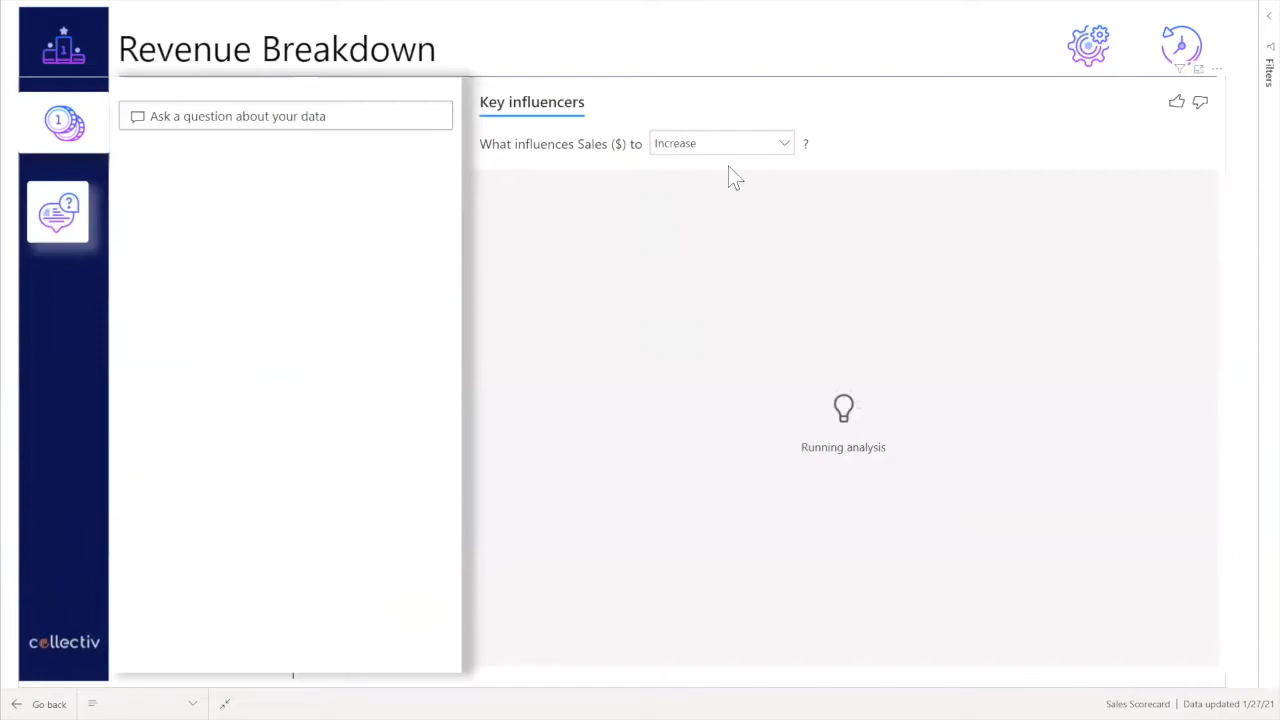 Revenue Breakdown
Filters
Ask a question about your data
Key influencers
What influences Sales ($) to
Increase
?
Running analysis
collectiv
Go back
Sales Scorecard | Data updated 1/27/21